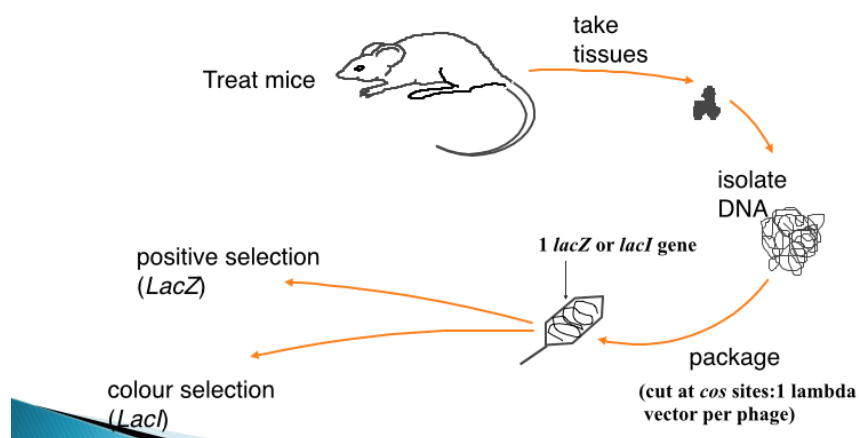 take
tissues
Treat mice
isolate
DNA
1 lacZ or lacI gene
positive selection
(LacZ)
package
(cut at cos sites:1 lambda
vector per phage)
colour selection
(LacI)